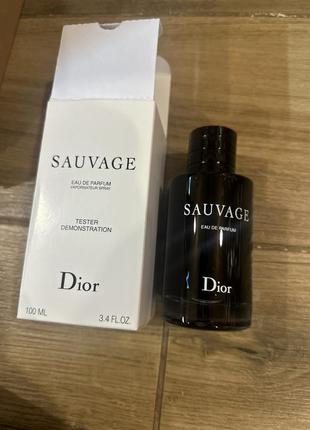 SAUVAGE
EAU DE PARFUM
VAPORISATEUR SPRAY
TESTER
DEMONSTRATION
Dior
100 ML
3.4 FL.OZ.
SAUVAGE
EAU DE PARFUM
Dior